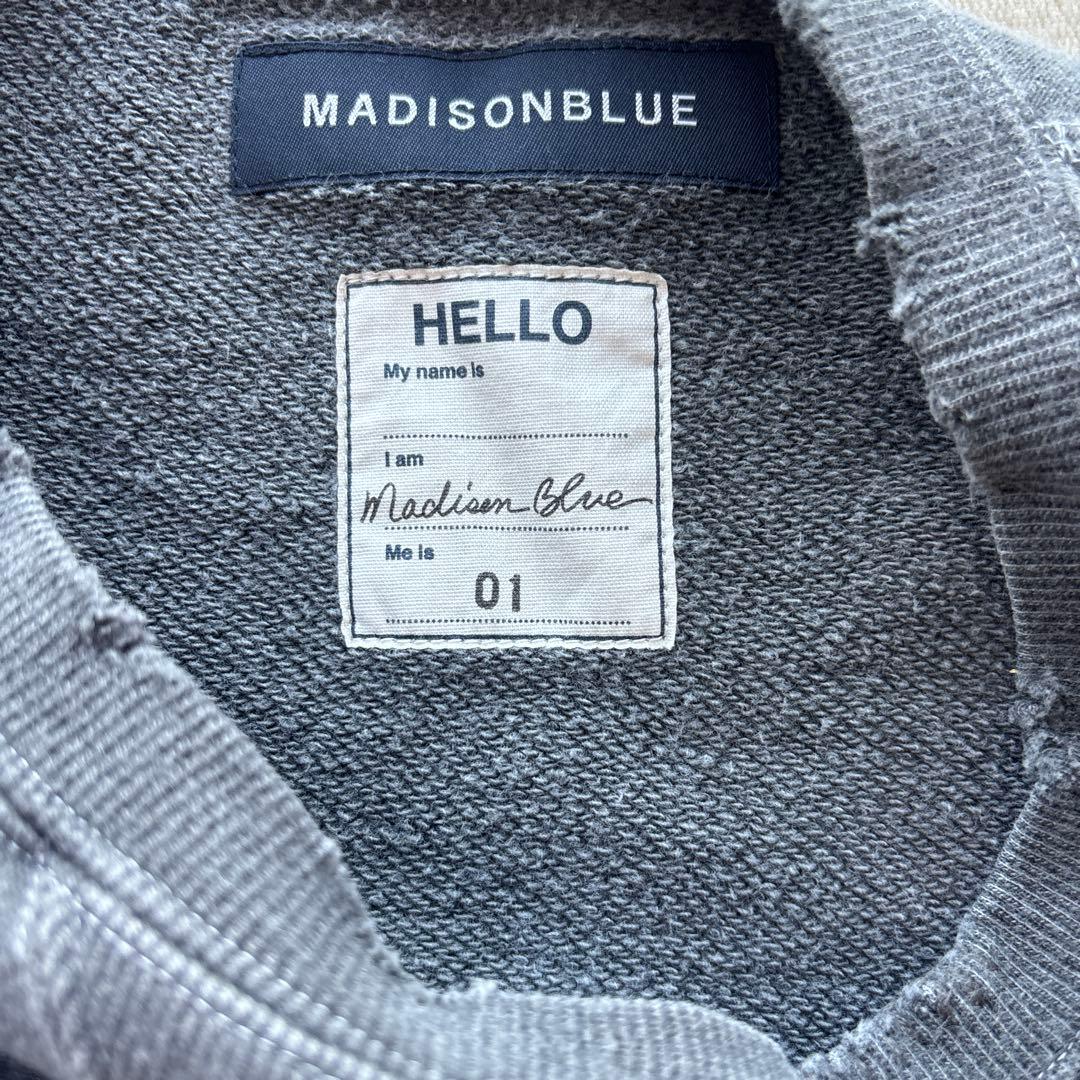 MADISONBLUE
HELLO
My name is
I am
Madison Blue
Me is
01